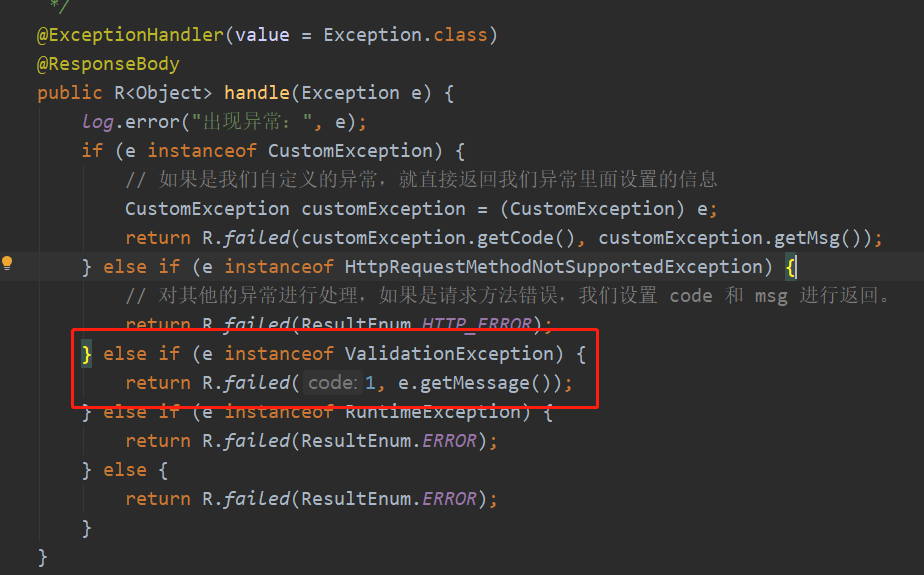 */
@ExceptionHandler(value = Exception.class)
@ResponseBody
public R<Object> handle(Exception e) {
log.error("出现异常：", e);
if (e instanceof CustomException) {
// 如果是我们自定义的异常，就直接返回我们异常里面设置的信息
CustomException customException = (CustomException) e;
return R.failed(customException.getCode(), customException.getMsg());
} else if (e instanceof HttpRequestMethodNotSupportedException) {
// 对其他的异常进行处理，如果是请求方法错误，我们设置 code 和 msg 进行返回。
return R.failed(ResultEnum.HTTP_ERROR);
} else if (e instanceof ValidationException) {
return R.failed( code: 1, e.getMessage());
} else if (e instanceof RuntimeException) {
return R.failed(ResultEnum.ERROR);
} else {
return R.failed(ResultEnum.ERROR);
}
}